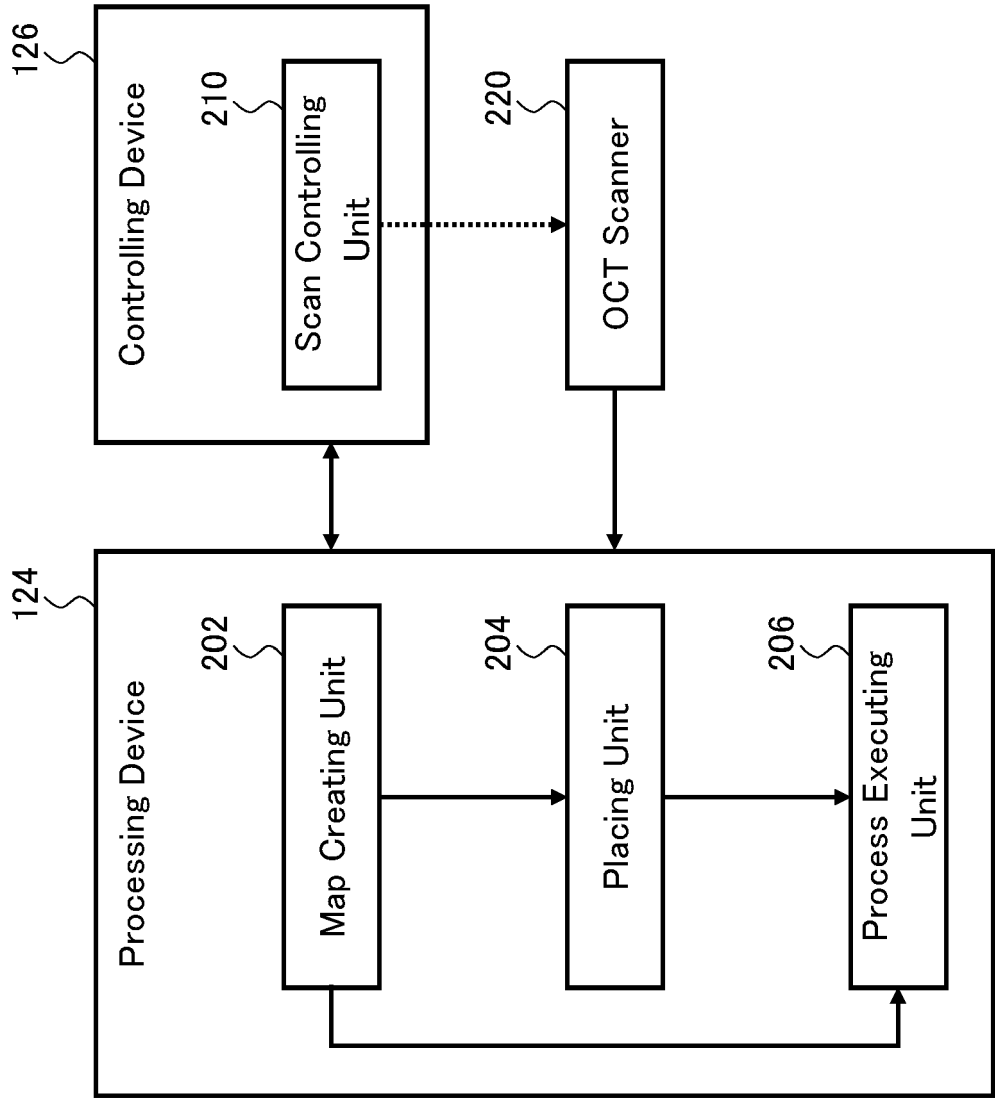 124
Processing Device
202
Map Creating Unit
204
Placing Unit
206
Process Executing
Unit
126
Controlling Device
210
Scan Controlling
Unit
220
OCT Scanner